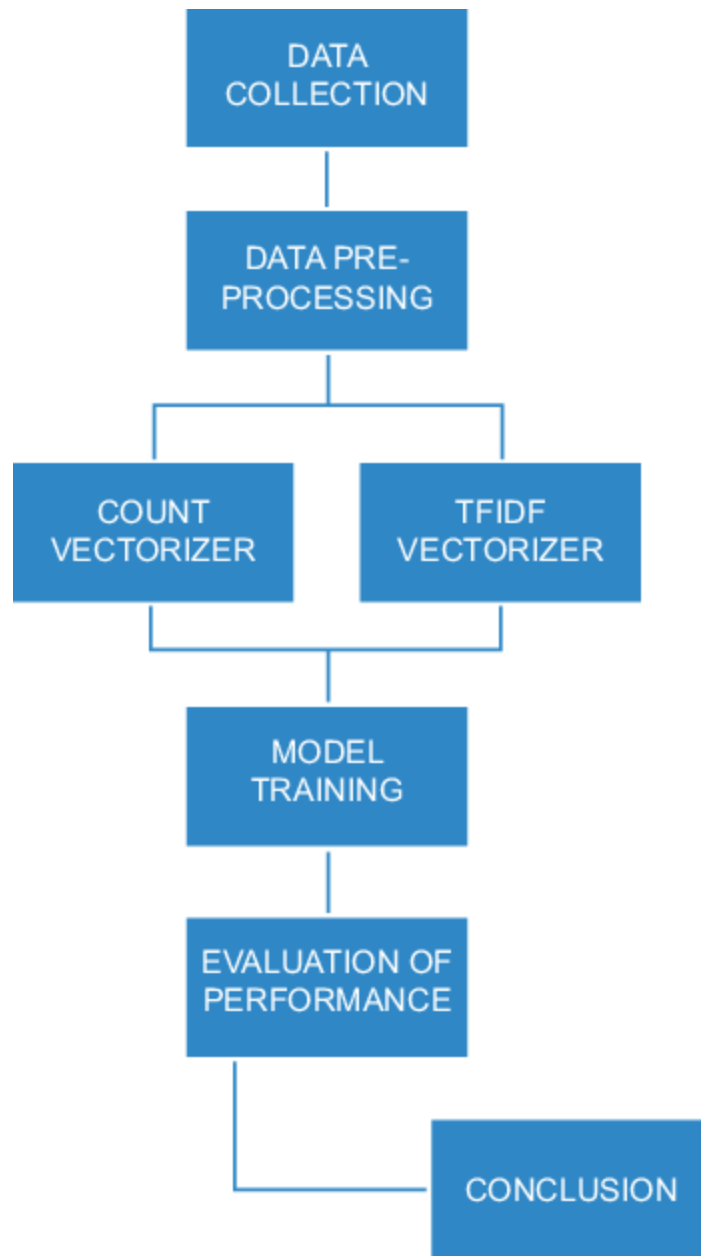 DATA
COLLECTION
DATA PRE-
PROCESSING
COUNT
VECTORIZER
TFIDF
VECTORIZER
MODEL
TRAINING
EVALUATION OF
PERFORMANCE
CONCLUSION